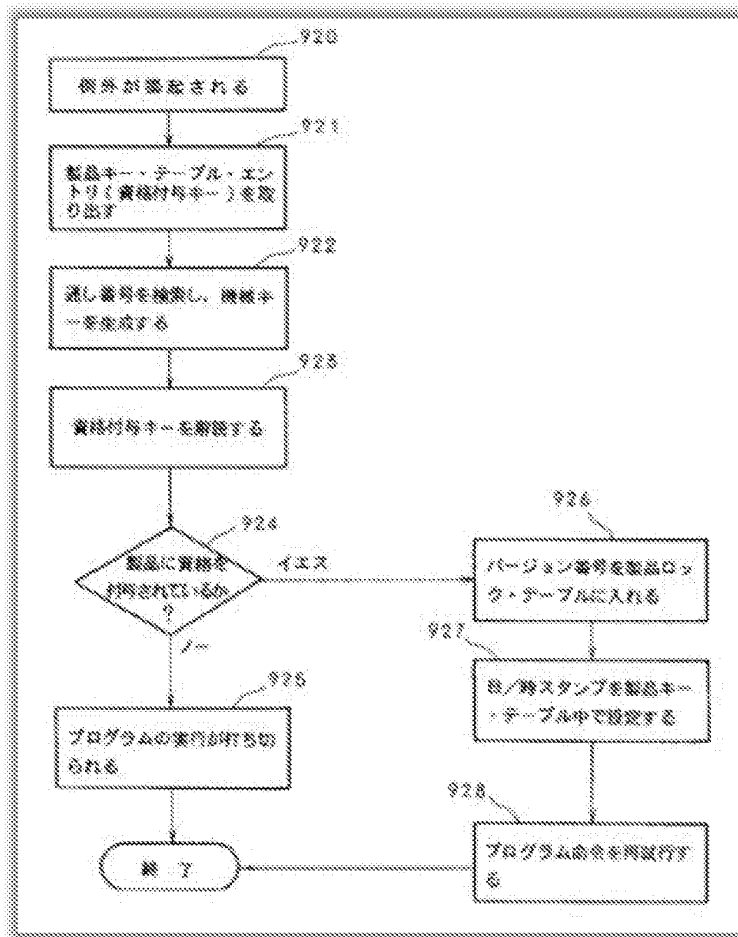 920
例外が喚起される
921
製品キー・テーブル・エント
リ(資格付与キー)を取
り出す
922
通し番号を検索し、機械キ
ーを生成する
923
資格付与キーを解読する
924
製品に資格を
付与されているか
?
イエス
ノー
925
プログラムの実行が打ち切
られる
終了
926
バージョン番号を製品ロッ
ク・テーブルに入れる
927
日/時スタンプを製品キー
・テーブル中で設定する
928
プログラム命令を再試行す
る